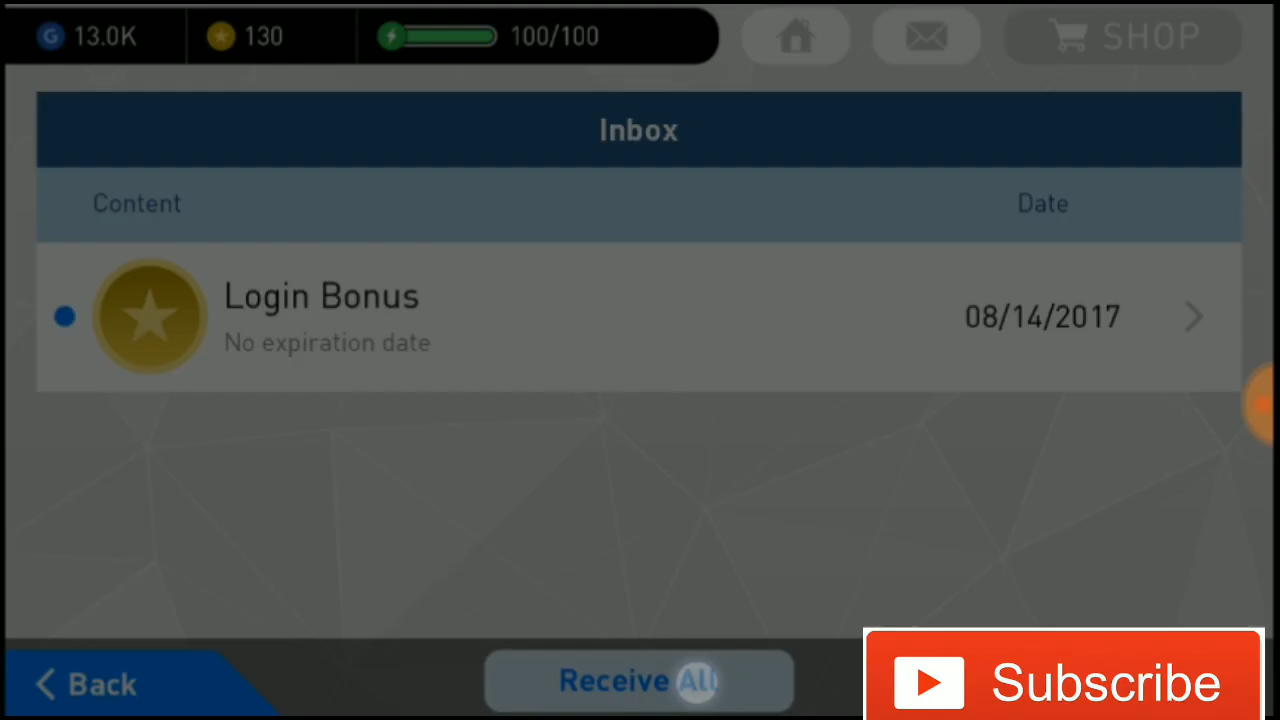 G 13.0K 130 100/100 SHOP
Inbox
Content Date
Login Bonus
No expiration date
08/14/2017
Back Receive All Subscribe